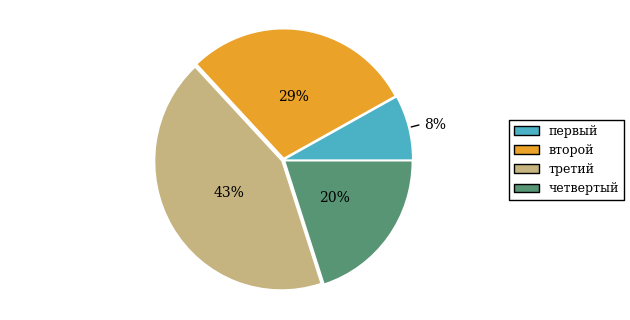 29%
8%
43%
20%
первый
второй
третий
четвертый